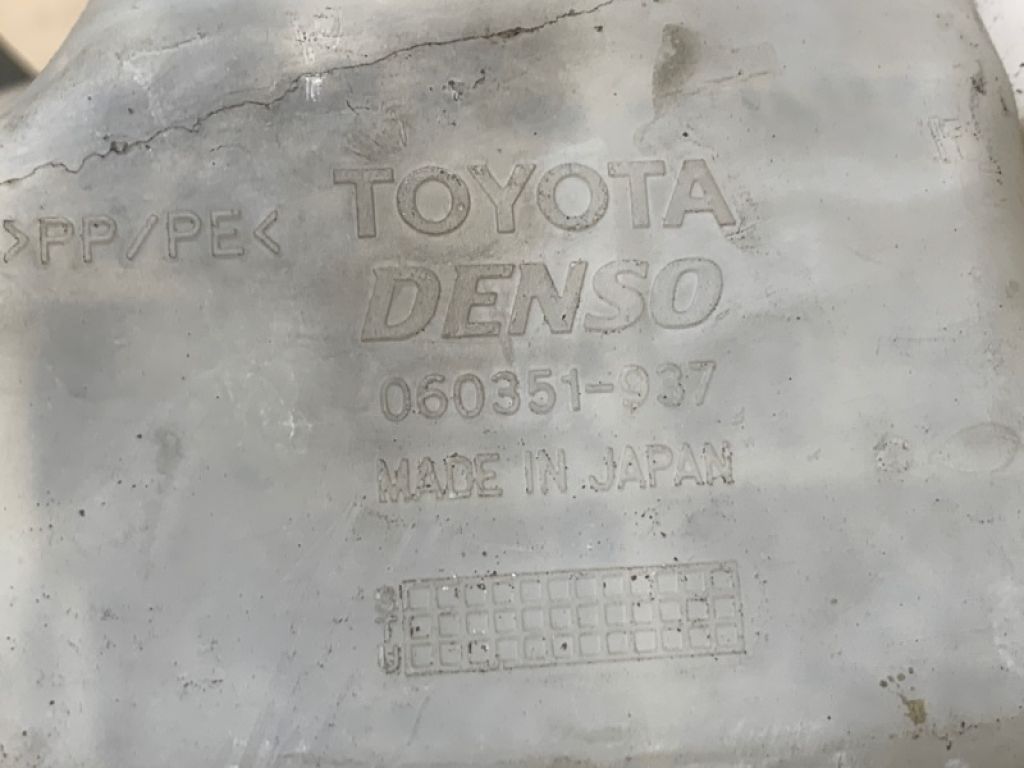 TOYOTA
>PP/PE<
DENSO
060351-937
MADE IN JAPAN